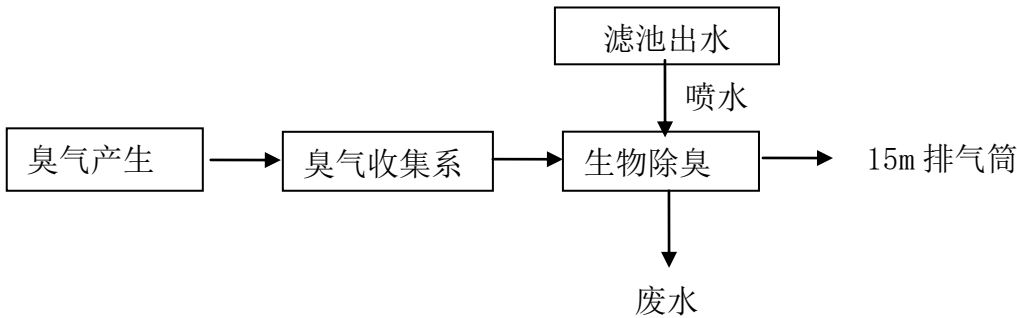 滤池出水
喷水
臭气产生
臭气收集系
生物除臭
15m 排气筒
废水